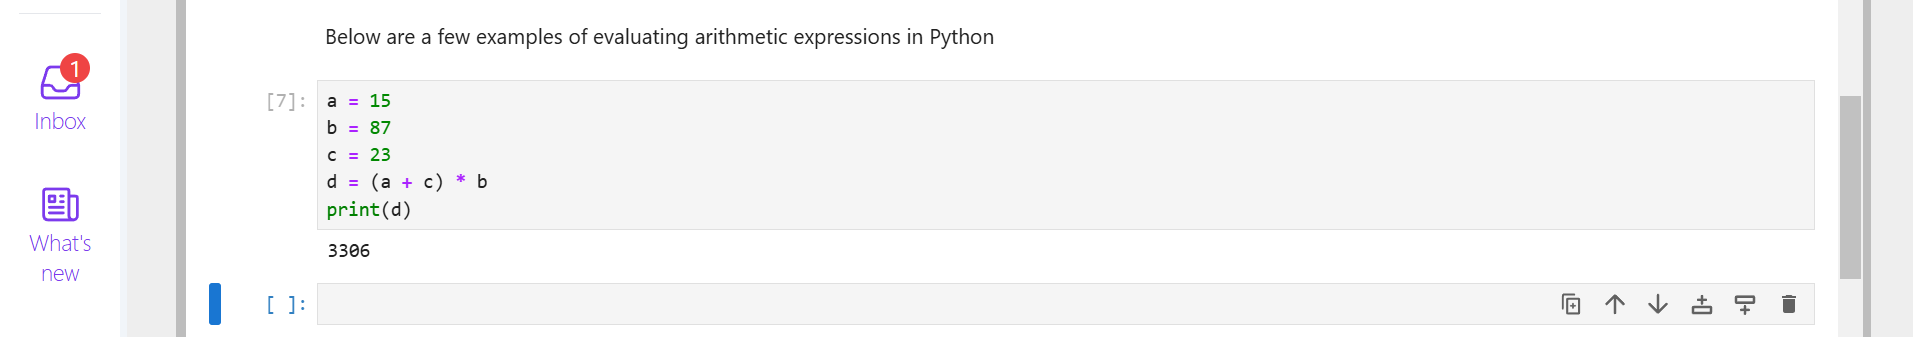 1
Inbox
What's
new
Below are a few examples of evaluating arithmetic expressions in Python
[7]:
a = 15
b = 87
c = 23
d = (a + c) * b
print(d)
3306
[ ]: